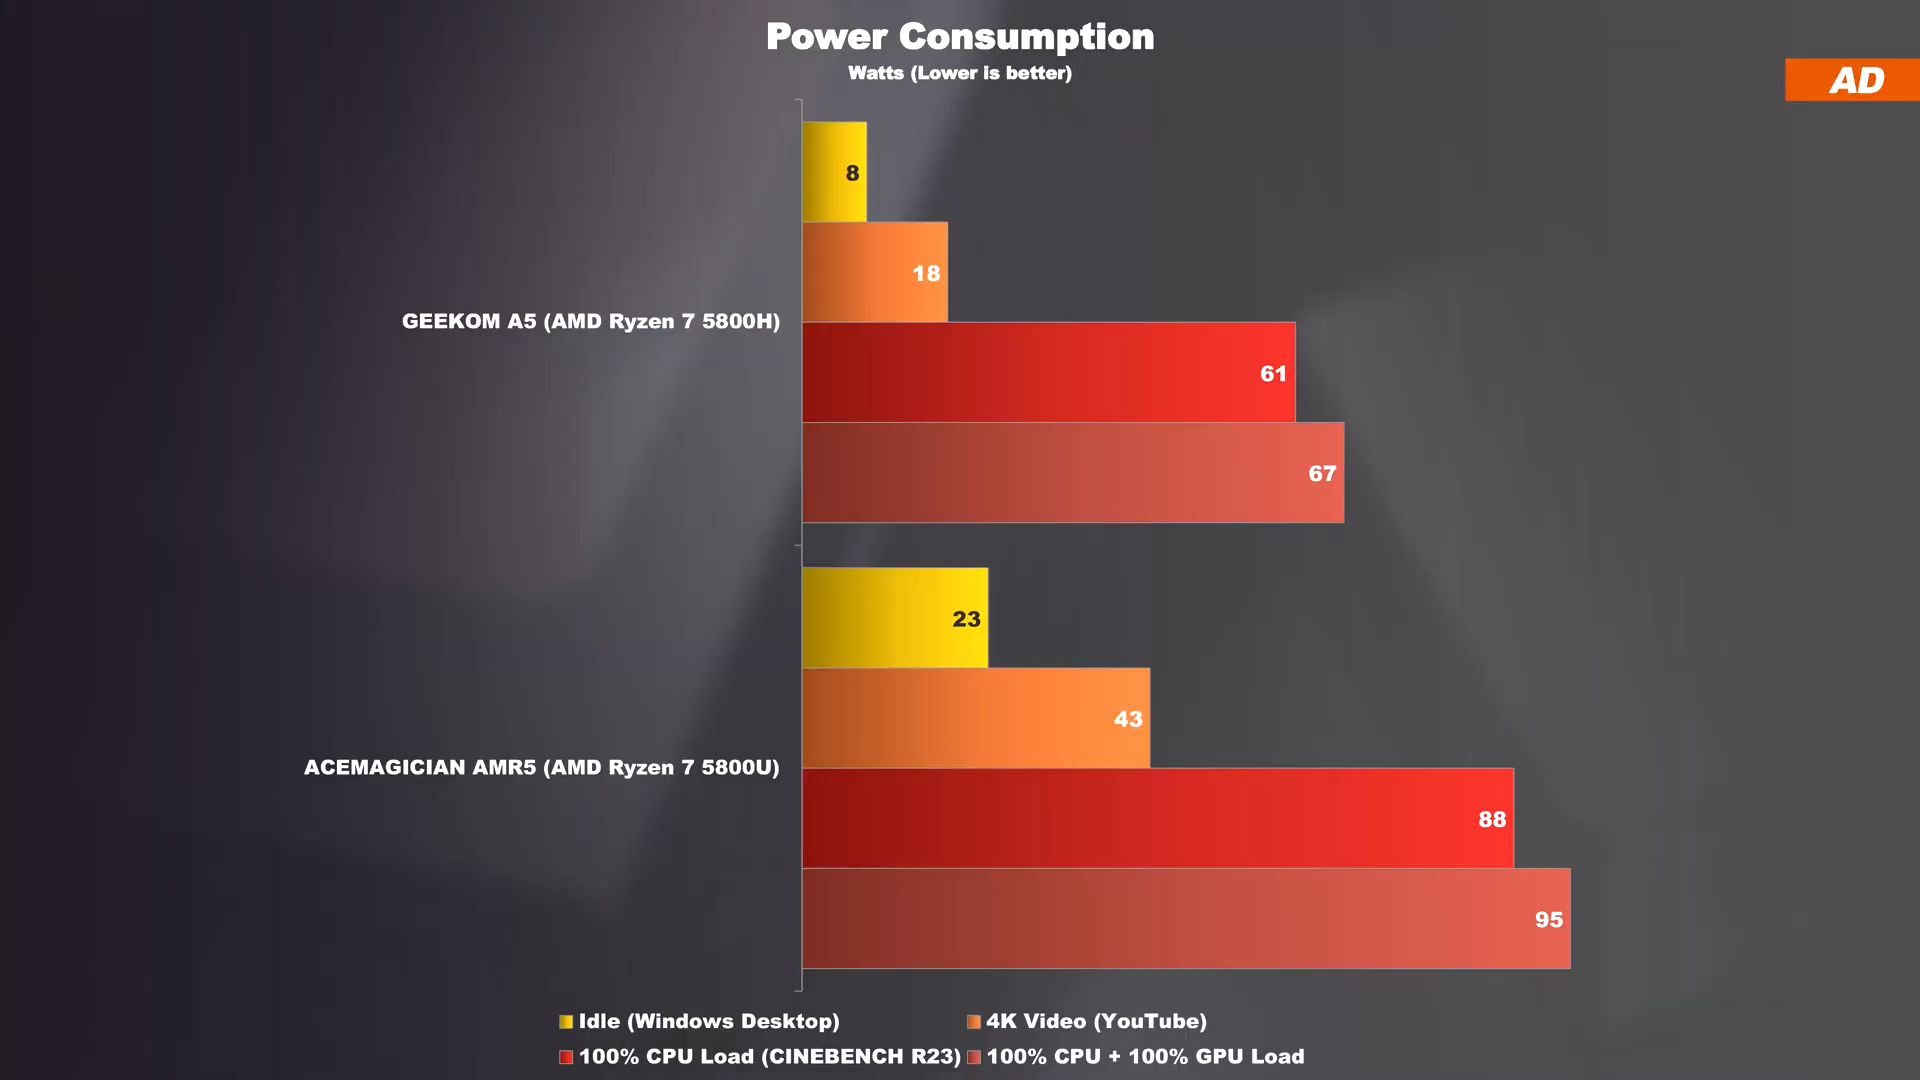 Power Consumption
Watts (Lower is better)
AD
8
18
GEEKOM A5 (AMD Ryzen 7 5800H)
61
67
23
43
ACEMAGICIAN AMR5 (AMD Ryzen 7 5800U)
88
95
Idle (Windows Desktop)
4K Video (YouTube)
100% CPU Load (CINEBENCH R23)
100% CPU + 100% GPU Load